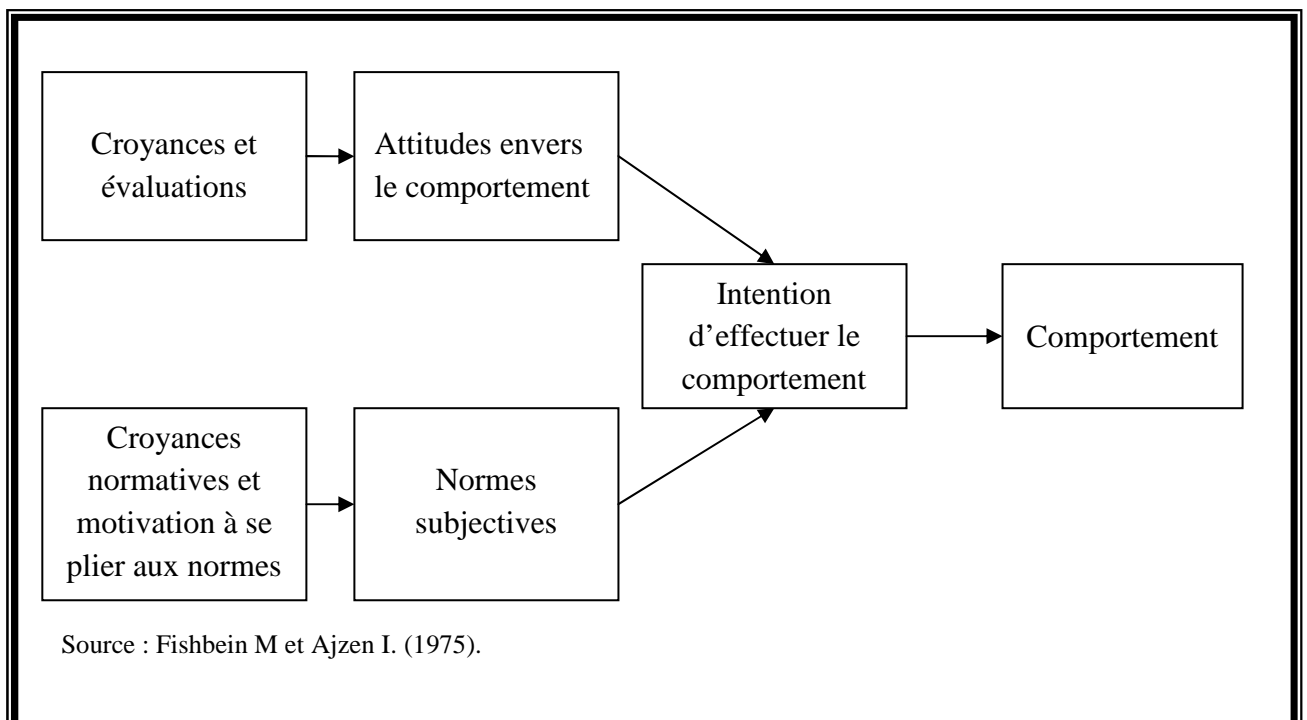 Croyances et
évaluations
Attitudes envers
le comportement
Intention
d’effectuer le
comportement
Comportement
Croyances
normatives et
motivation à se
plier aux normes
Normes
subjectives
Source : Fishbein M et Ajzen I. (1975).